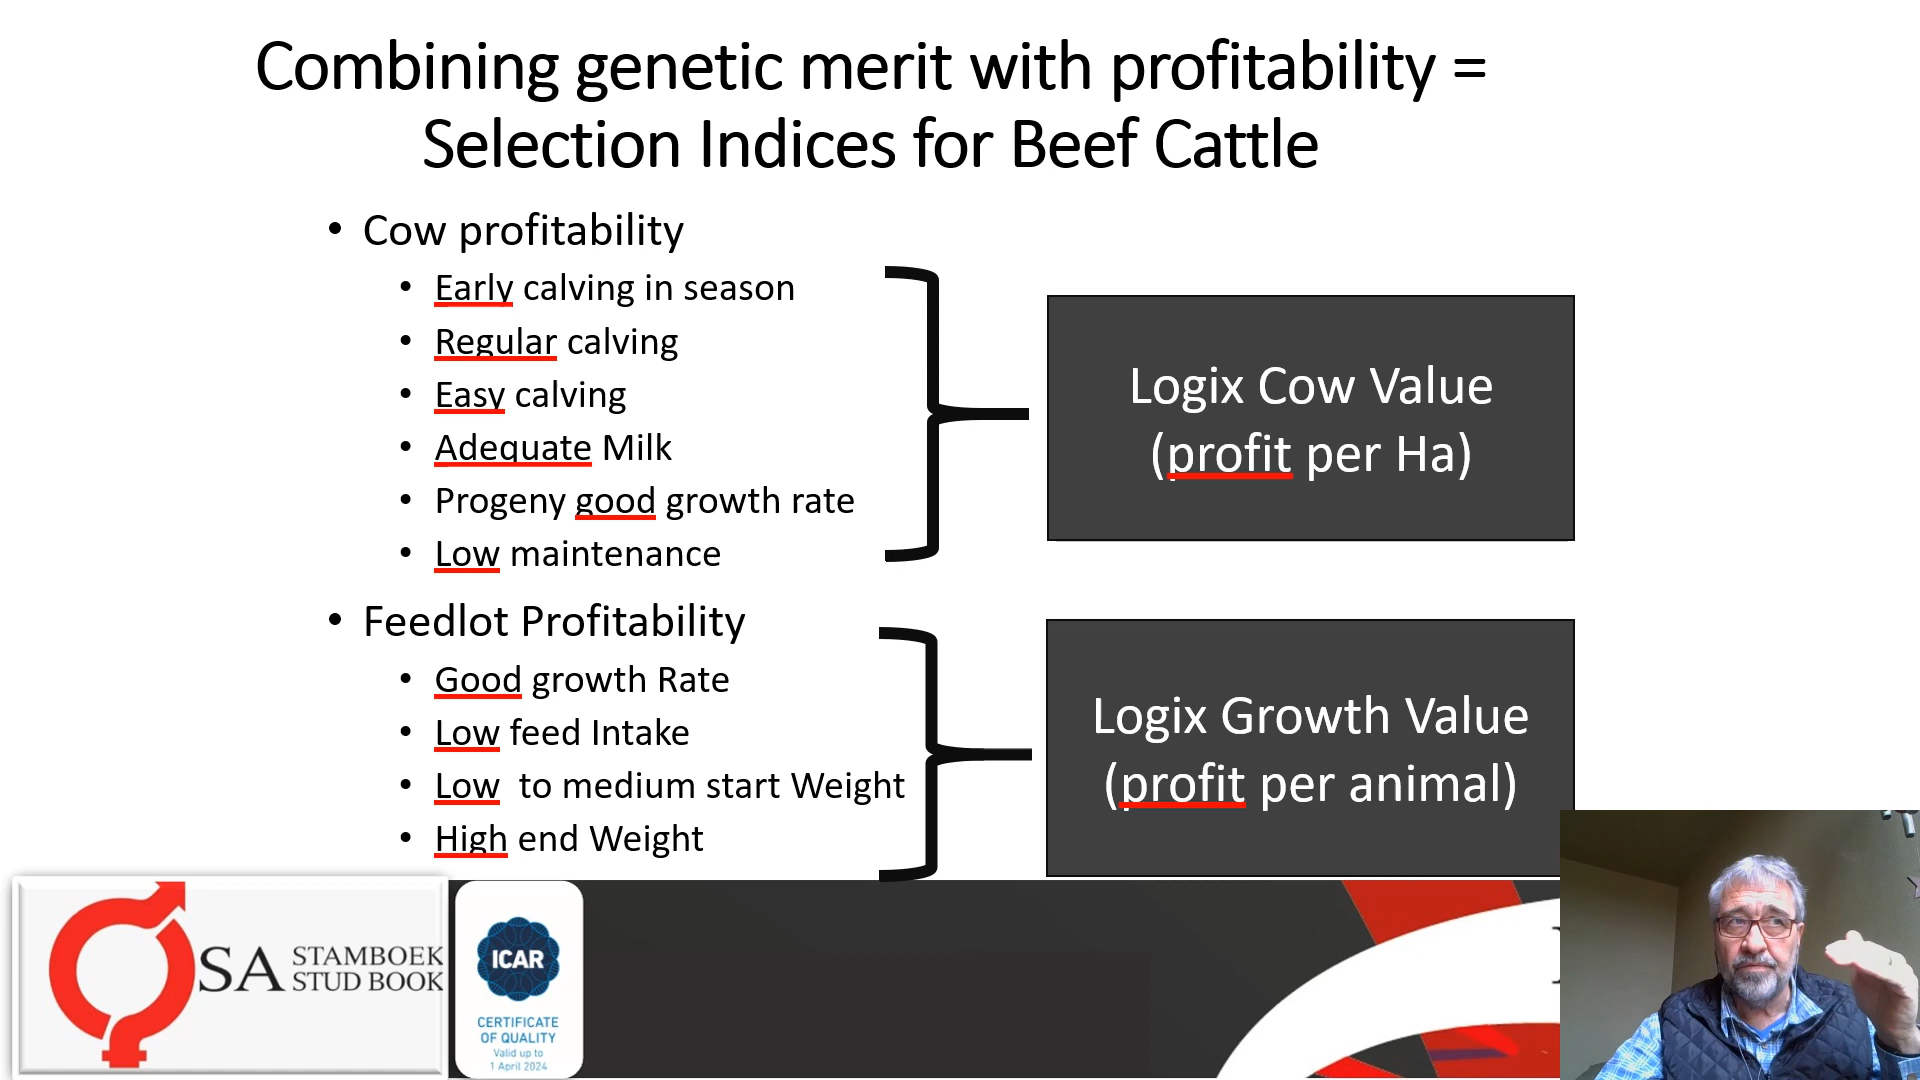 Combining genetic merit with profitability =
Selection Indices for Beef Cattle
• Cow profitability
• Early calving in season
• Regular calving
• Easy calving
• Adequate Milk
• Progeny good growth rate
• Low maintenance
Logix Cow Value
(profit per Ha)
• Feedlot Profitability
• Good growth Rate
• Low  to medium start Weight
• Low feed Intake
• High end Weight
Logix Growth Value
(profit per animal)
SA STAMBOEK
STUD BOOK
ICAR
CERTIFICATE
OF QUALITY
Valid up to
1 April 2024